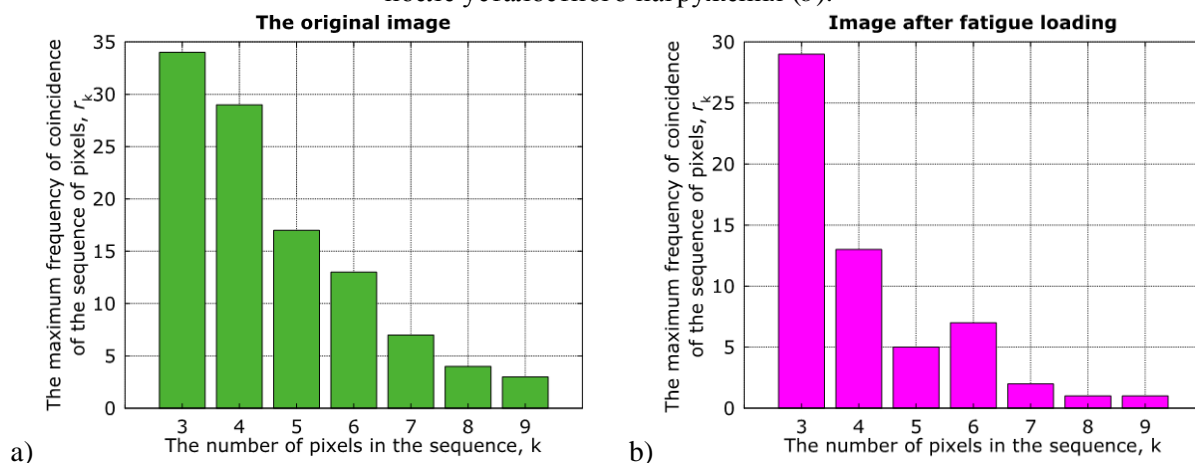 The original image
The maximum frequency of coincidence
of the sequence of pixels, r_k
35
30
25
20
15
10
5
0
3 4 5 6 7 8 9
The number of pixels in the sequence, k
a)
Image after fatigue loading
The maximum frequency of coincidence
of the sequence of pixels, r_k
30
25
20
15
10
5
0
3 4 5 6 7 8 9
The number of pixels in the sequence, k
b)